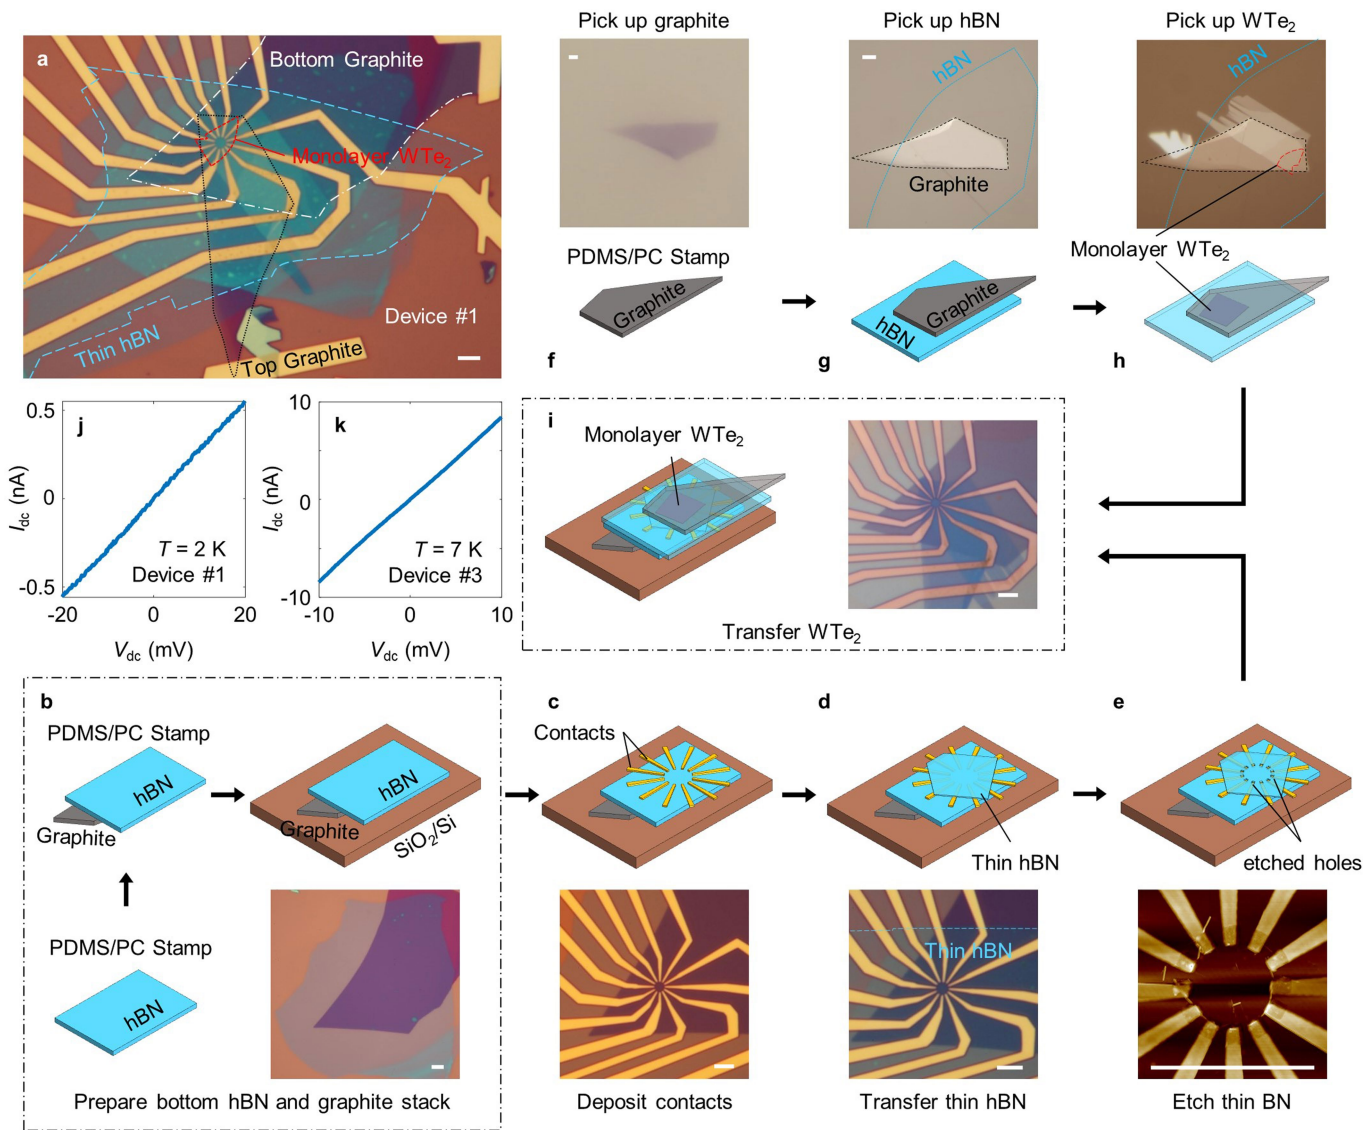 a
Bottom Graphite
Monolayer WTe₂
Device #1
Thin hBN
Top Graphite
Pick up graphite
PDMS/PC Stamp
Graphite
f
Pick up hBN
hBN
Graphite
hBN
Graphite
g
Pick up WTe₂
hBN
Monolayer WTe₂
h
j
0.5
0
-0.5
-20
0
20
I_dc (nA)
T = 2 K
Device #1
V_dc (mV)
k
10
0
-10
-10
0
10
I_dc (nA)
T = 7 K
Device #3
V_dc (mV)
i
Monolayer WTe₂
Transfer WTe₂
b
PDMS/PC Stamp
hBN
Graphite
hBN
Graphite
SiO₂/Si
PDMS/PC Stamp
hBN
Prepare bottom hBN and graphite stack
c
Contacts
Deposit contacts
d
Thin hBN
Thin hBN
Transfer thin hBN
e
etched holes
Etch thin BN